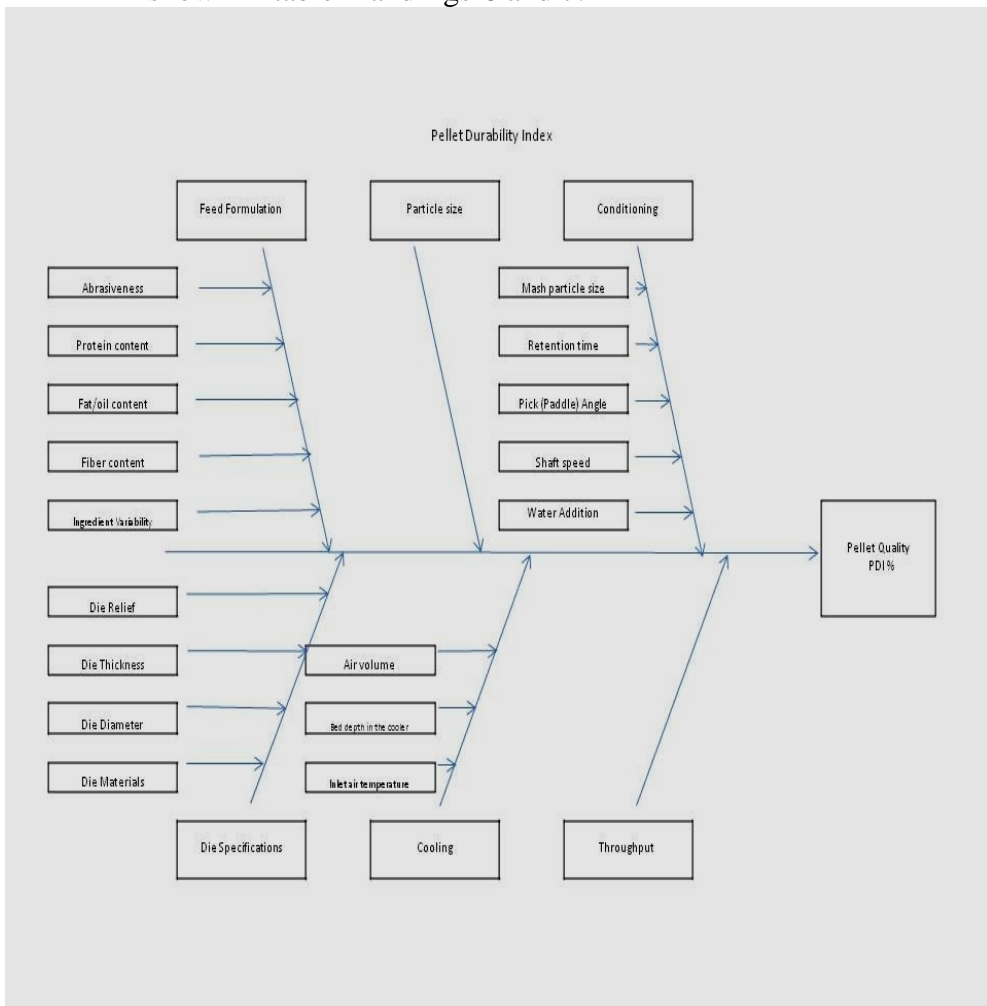 Pellet Durability Index
Feed Formulation
Particle size
Conditioning
Abrasiveness
Mash particle size
Protein content
Retention time
Fat/oil content
Pick (Paddle) Angle
Fiber content
Shaft speed
Ingredient Variability
Water Addition
Pellet Quality
PDI %
Die Relief
Die Thickness
Air volume
Die Diameter
Bed depth in the cooler
Die Materials
Inlet air temperature
Die Specifications
Cooling
Throughput